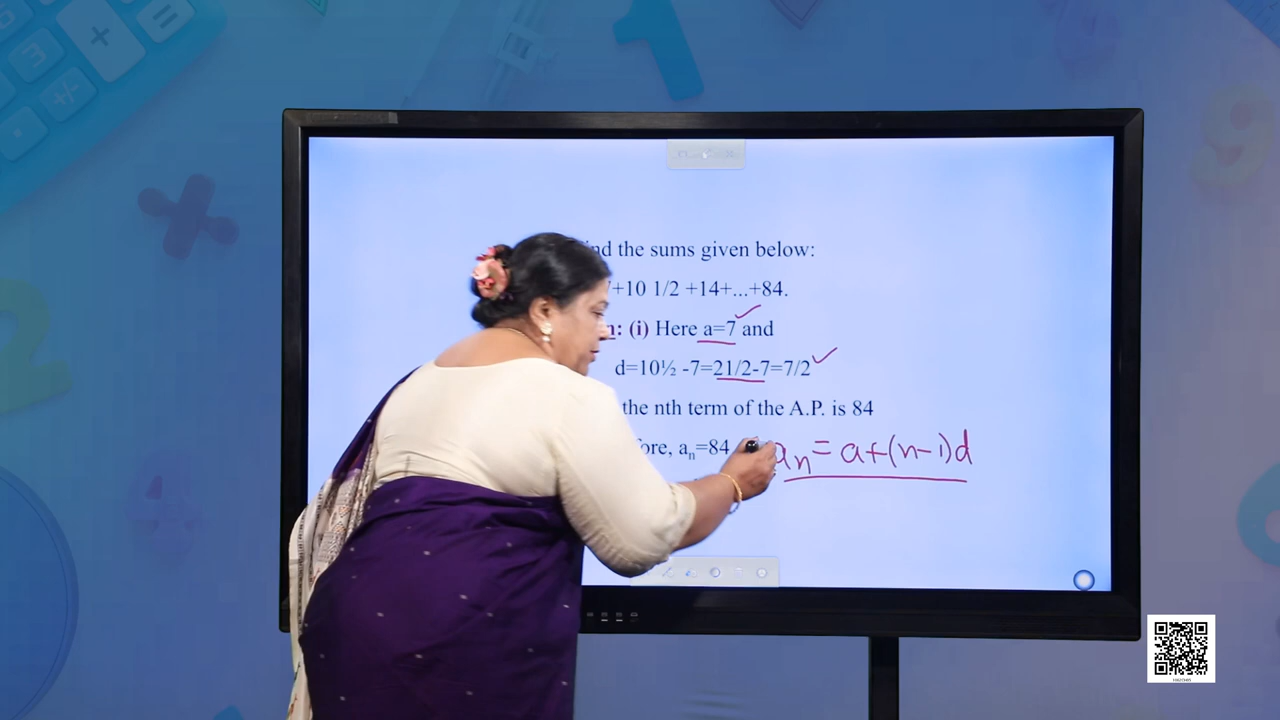 ind the sums given below:
+10 1/2 +14+...+84.
n: (i) Here a=7 and
d=10½ -7=21/2-7=7/2
the nth term of the A.P. is 84
ore, aₙ=84 aₙ = a+(n-1)d